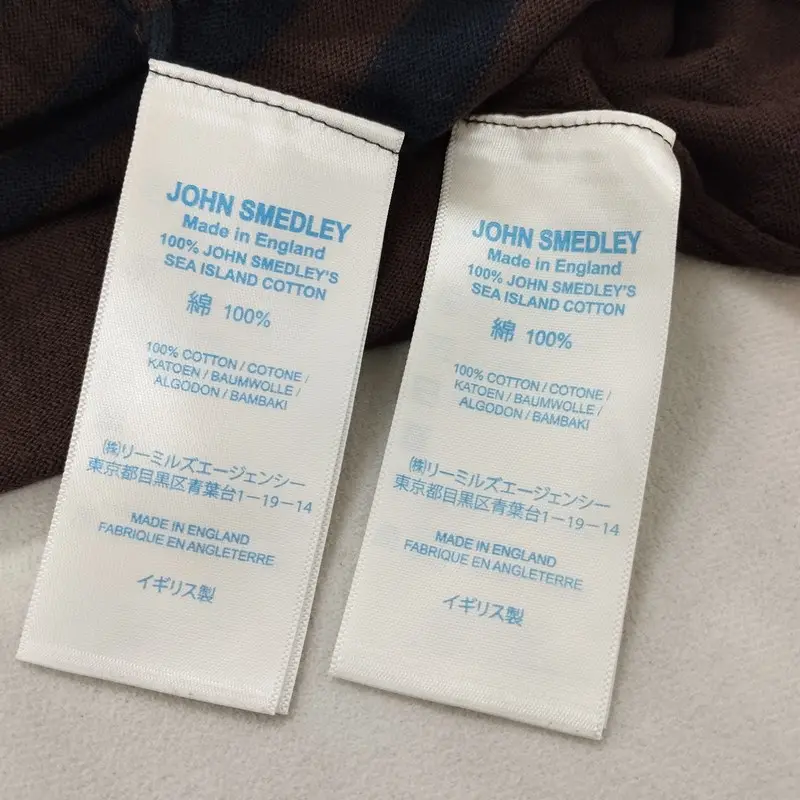 JOHN SMEDLEY
Made in England
100% JOHN SMEDLEY'S
SEA ISLAND COTTON
綿 100%
100% COTTON / COTONE /
KATOEN / BAUMWOLLE /
ALGODON / BAMBAKI
㈱リーミルズエージェンシー
東京都目黒区青葉台1-19-14
MADE IN ENGLAND
FABRIQUE EN ANGLETERRE
イギリス製
JOHN SMEDLEY
Made in England
100% JOHN SMEDLEY'S
SEA ISLAND COTTON
綿 100%
100% COTTON / COTONE /
KATOEN / BAUMWOLLE /
ALGODON / BAMBAKI
㈱リーミルズエージェンシー
東京都目黒区青葉台1-19-14
MADE IN ENGLAND
FABRIQUE EN ANGLETERRE
イギリス製